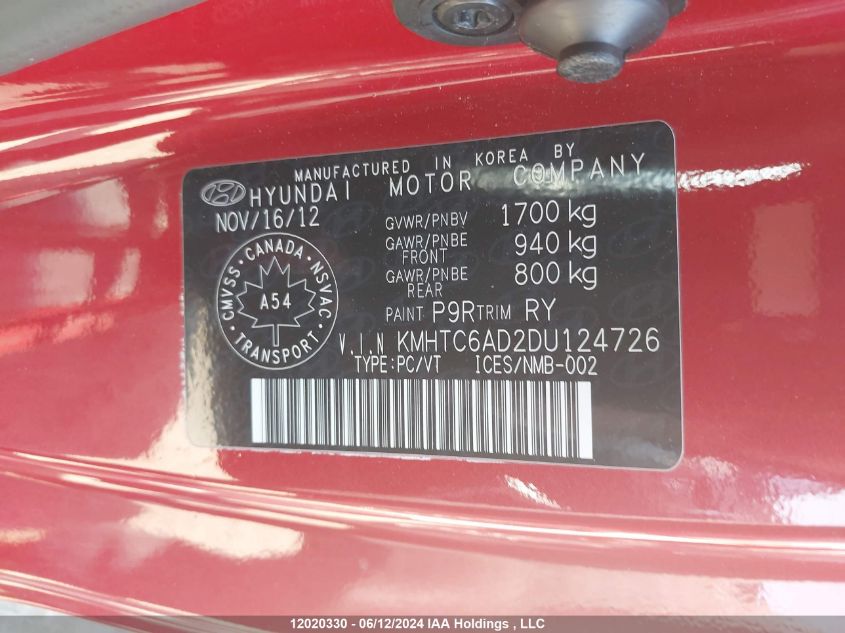 MANUFACTURED IN KOREA BY
HYUNDAI MOTOR COMPANY
NOV/16/12
GVWR/PNBV 1700 kg
GAWR/PNBE FRONT 940 kg
GAWR/PNBE REAR 800 kg
CMVSS · CANADA · NSVAC
A54
TRANSPORT
PAINT P9R TRIM RY
V.I.N KMHTC6AD2DU124726
TYPE:PC/VT ICES/NMB-002
12020330 - 06/12/2024 IAA Holdings , LLC